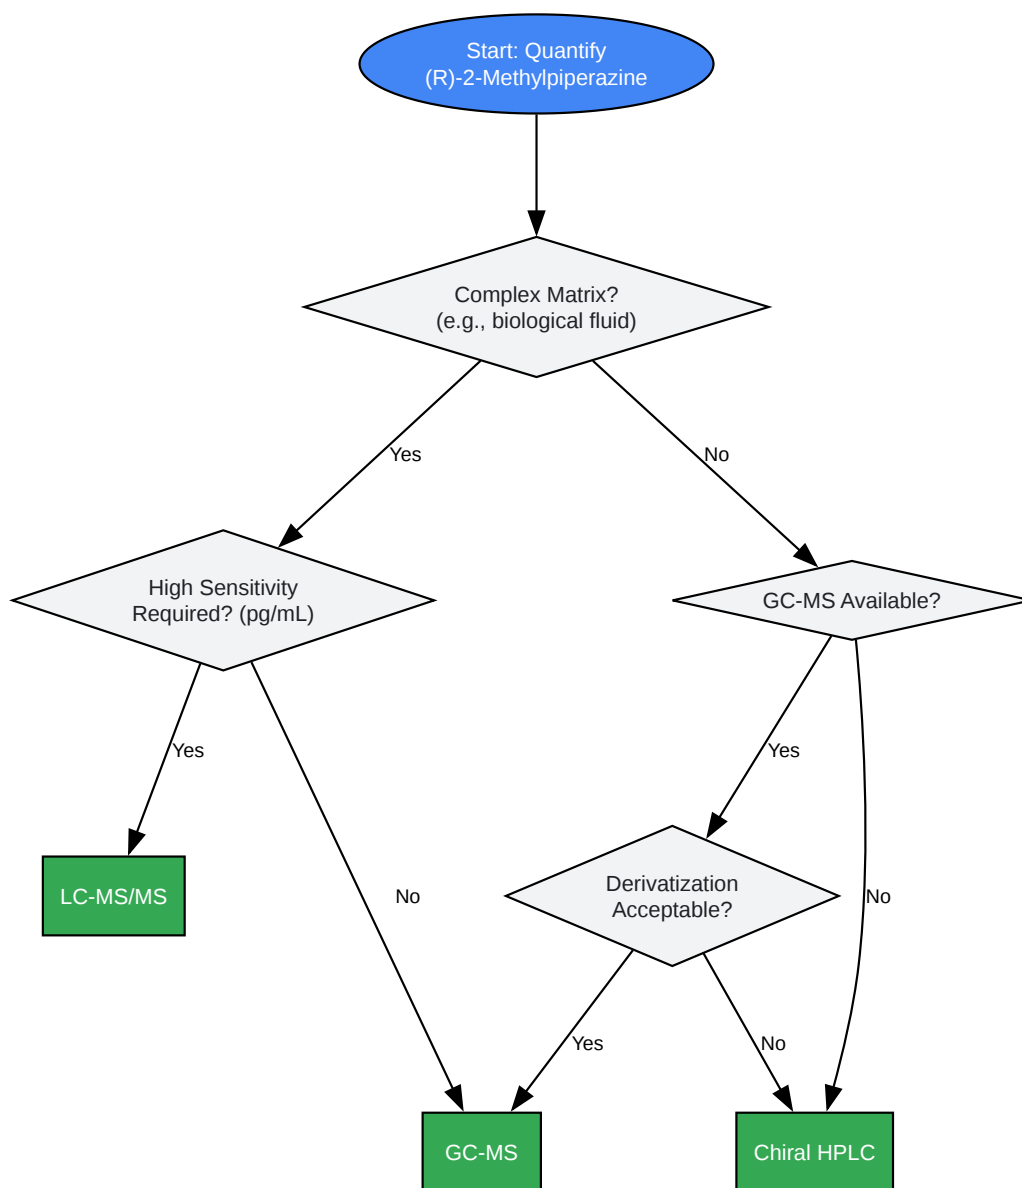 Start: Quantify
(R)-2-Methylpiperazine
Complex Matrix?
(e.g., biological fluid)
Yes
No
High Sensitivity
Required? (pg/mL)
GC-MS Available?
Yes
Yes
LC-MS/MS
No
Derivatization
Acceptable?
No
Yes
No
GC-MS
Chiral HPLC